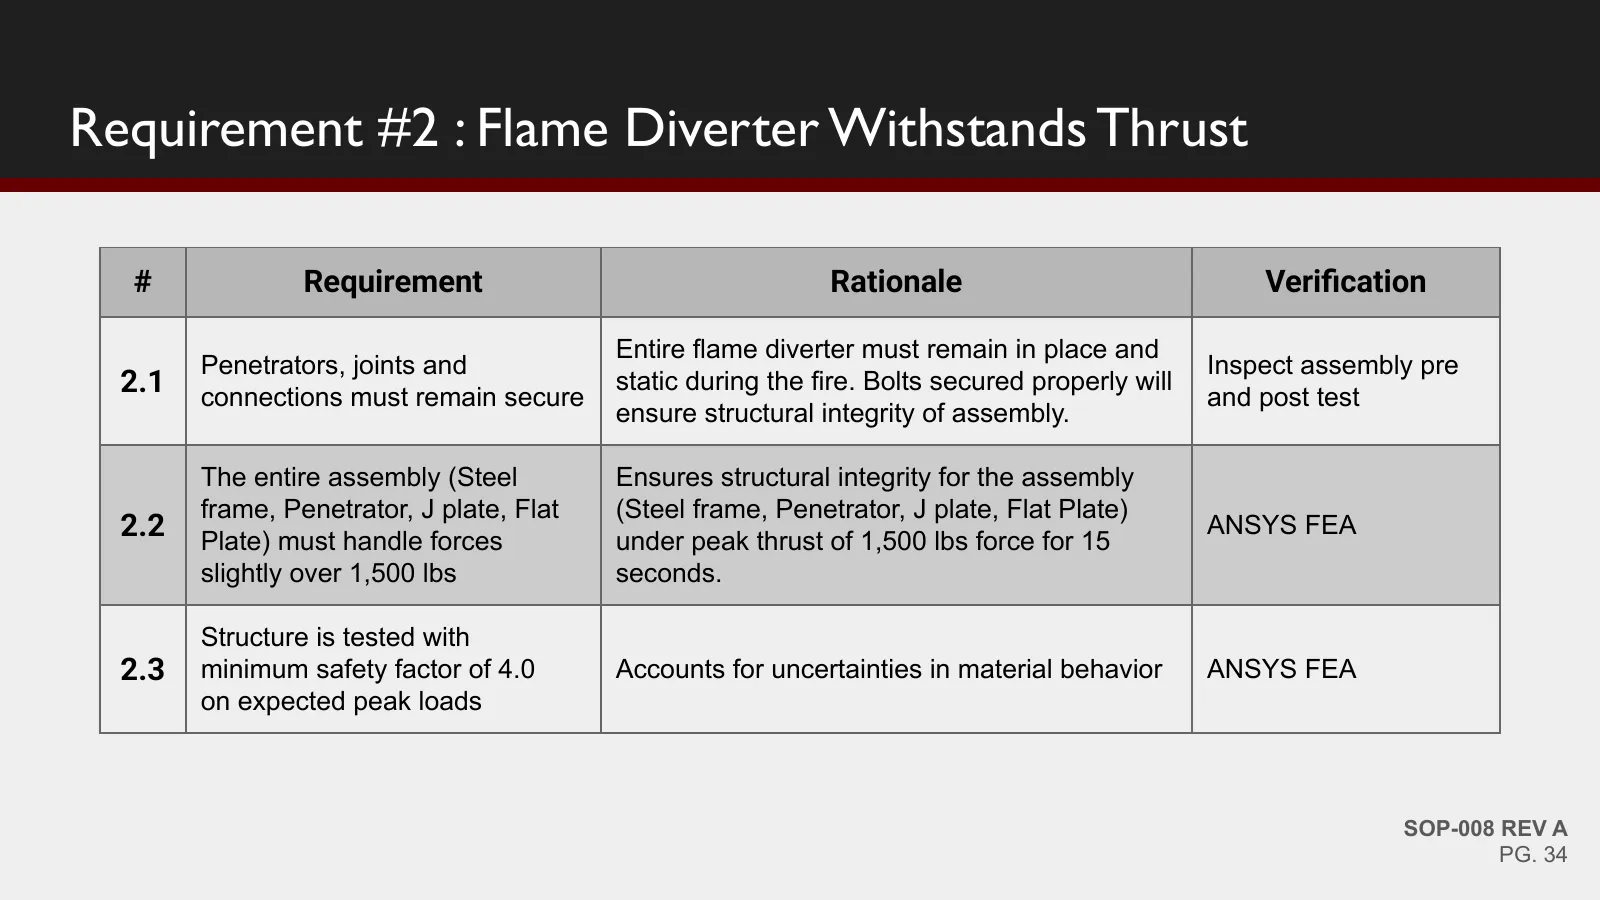 Requirement #2 : Flame Diverter Withstands Thrust
# Requirement Rationale Verification
2.1
Penetrators, joints and
connections must remain secure
Entire flame diverter must remain in place and
static during the fire. Bolts secured properly will
ensure structural integrity of assembly.
Inspect assembly pre
and post test
2.2
The entire assembly (Steel
frame, Penetrator, J plate, Flat
Plate) must handle forces
slightly over 1,500 lbs
Ensures structural integrity for the assembly
(Steel frame, Penetrator, J plate, Flat Plate)
under peak thrust of 1,500 lbs force for 15
seconds.
ANSYS FEA
2.3
Structure is tested with
minimum safety factor of 4.0
on expected peak loads
Accounts for uncertainties in material behavior
ANSYS FEA
SOP-008 REV A
PG. 34